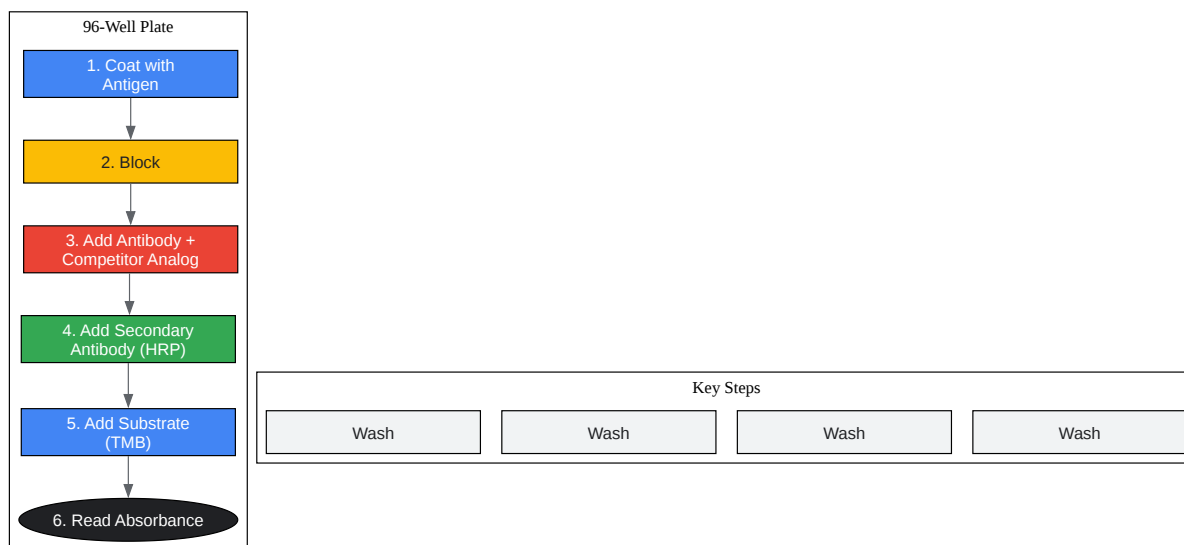 96-Well Plate
1. Coat with
Antigen
2. Block
3. Add Antibody +
Competitor Analog
4. Add Secondary
Antibody (HRP)
5. Add Substrate
(TMB)
6. Read Absorbance
Key Steps
Wash
Wash
Wash
Wash